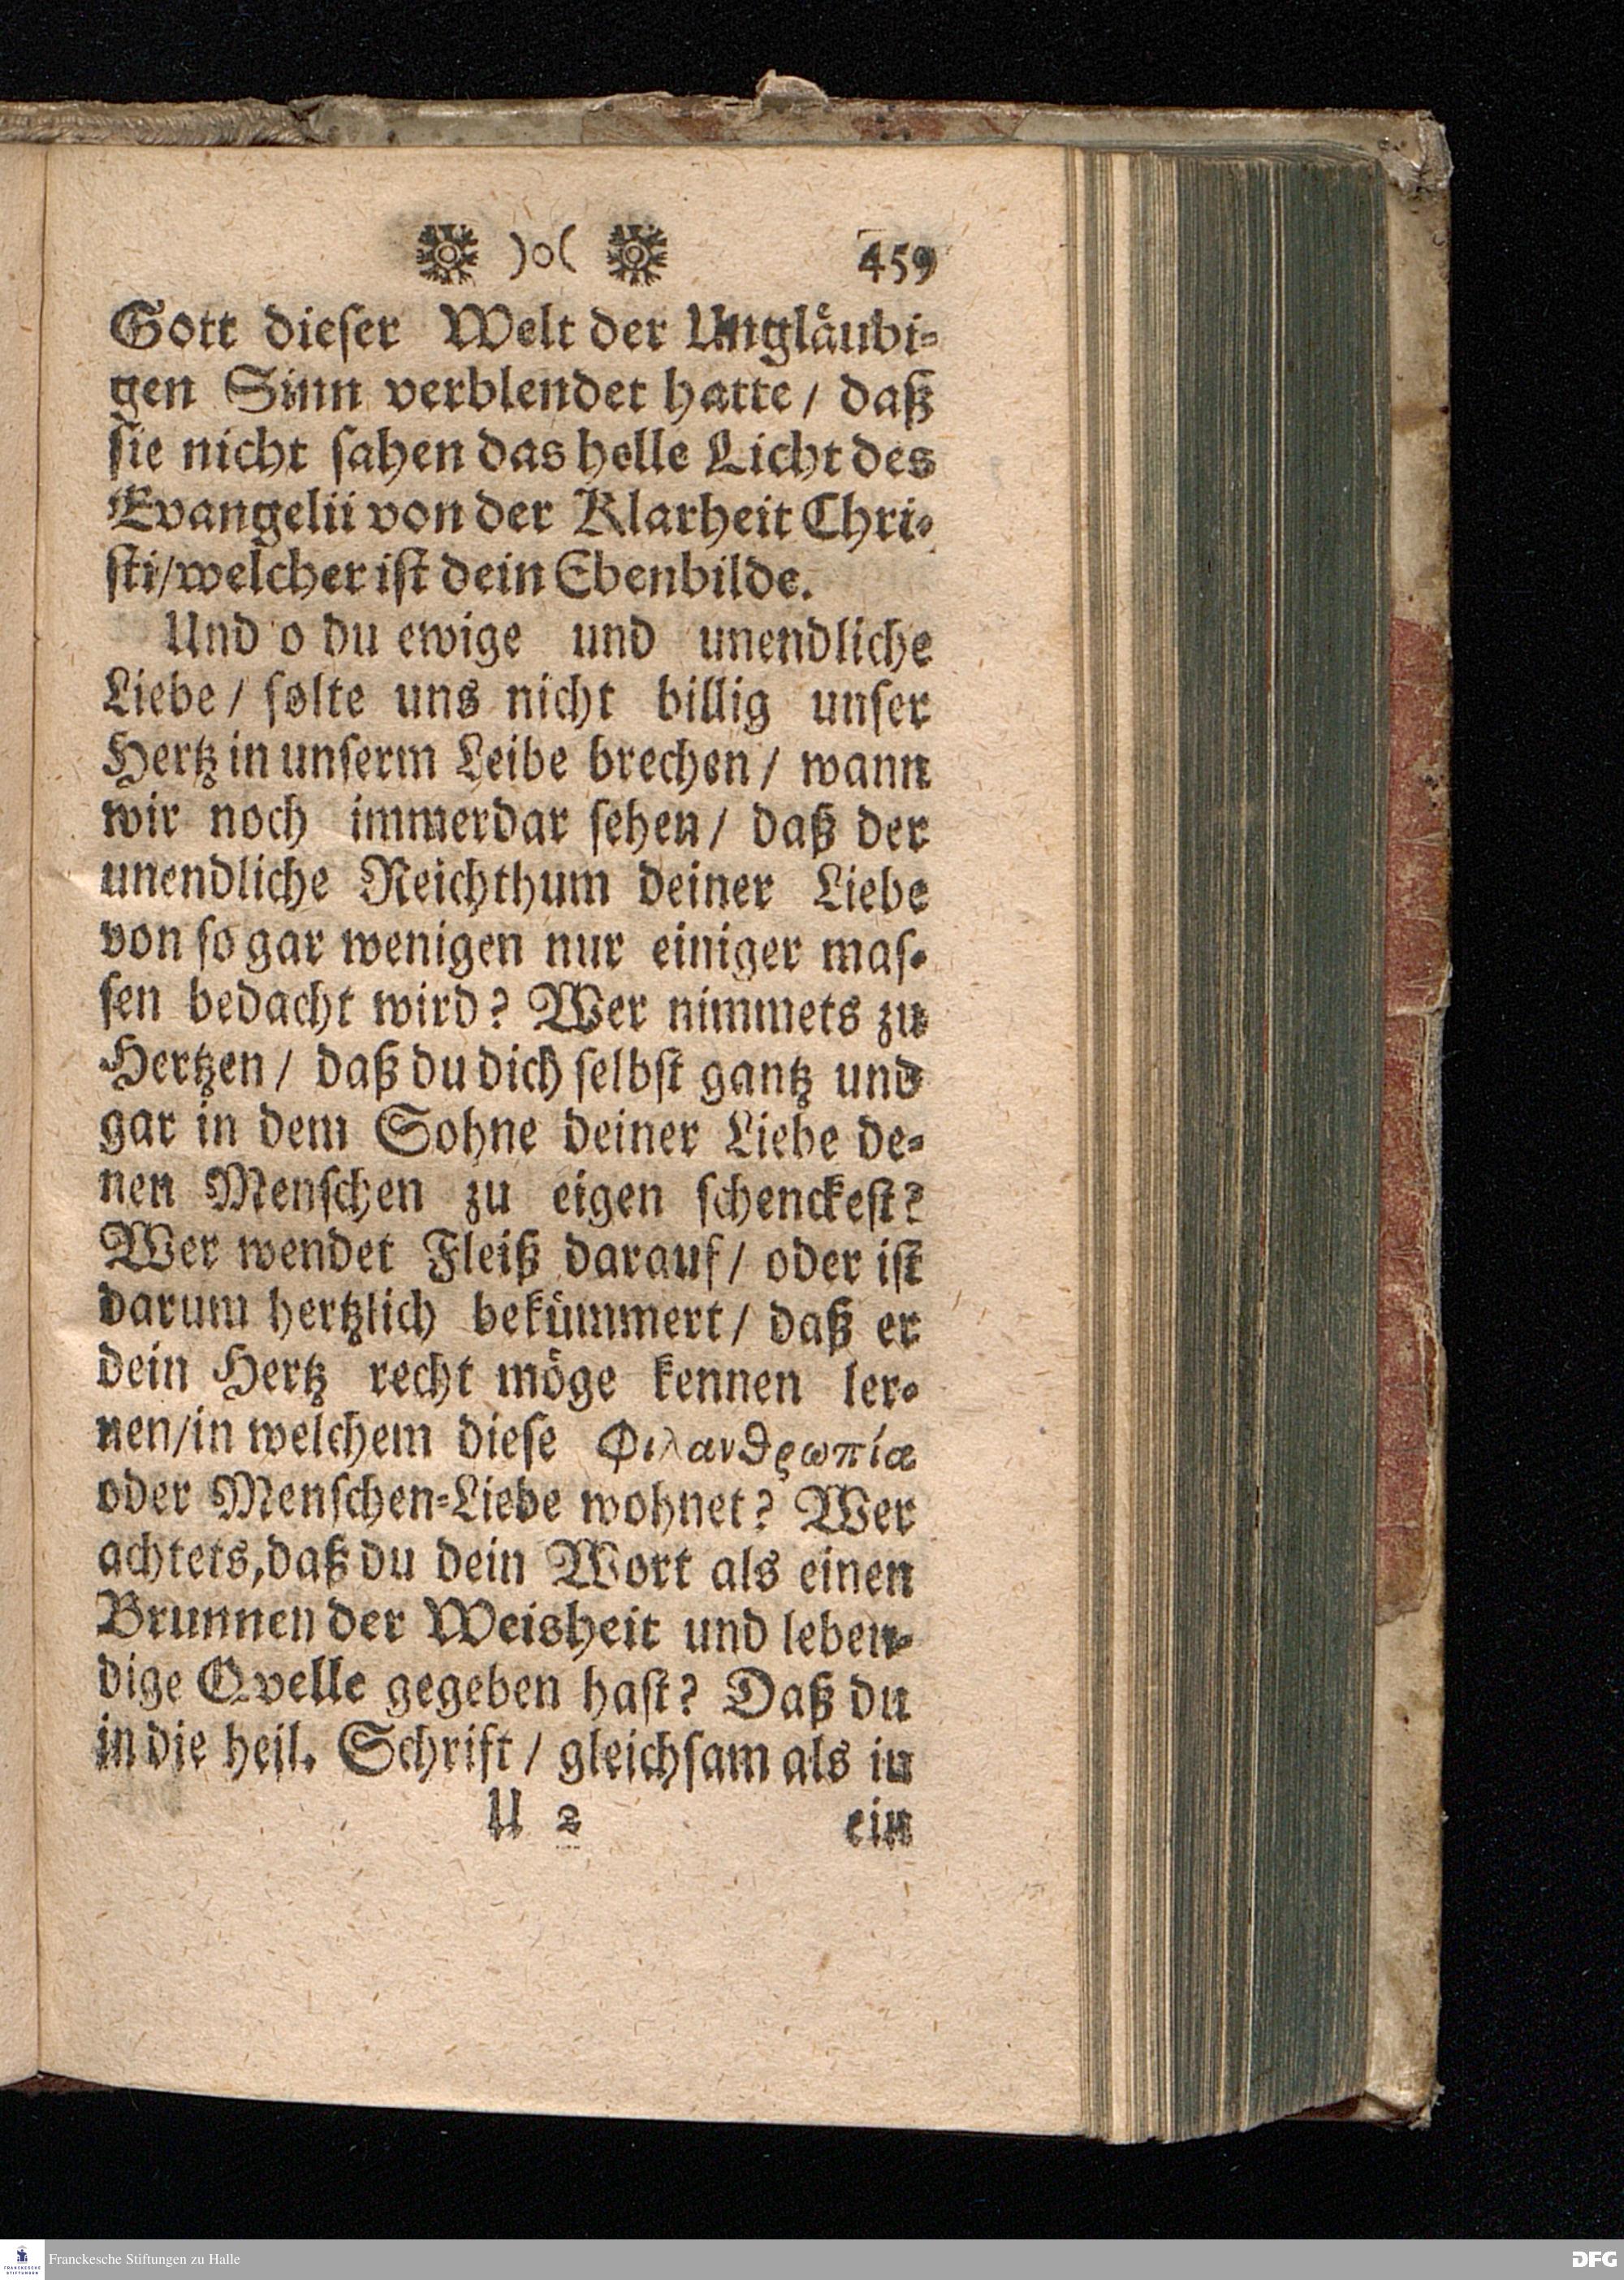 )o( 459
Gott dieſer Welt der Ungläubi-
gen Sinn verblendet hatte / daß
ſie nicht ſahen das helle Licht des
Evangelii von der Klarheit Chri-
ſti/welcher iſt dein Ebenbilde.
Und o du ewige und unendliche
Liebe / ſolte uns nicht billig unſer
Hertz in unſerm Leibe brechen / wann
wir noch immerdar ſehen / daß der
unendliche Reichthum deiner Liebe
von ſo gar wenigen nur einiger maſ-
ſen bedacht wird? Wer nimmets zu
Hertzen / daß du dich ſelbſt gantz und
gar in dem Sohne deiner Liebe de-
nen Menſchen zu eigen ſchenckeſt?
Wer wendet Fleiß darauf / oder iſt
darum hertzlich bekümmert / daß er
dein Hertz recht möge kennen ler-
nen/in welchem dieſe Φιλανθρωπία
oder Menſchen-Liebe wohnet? Wer
achtets, daß du dein Wort als einen
Brunnen der Weisheit und leben-
dige Qvelle gegeben haſt? Daß du
in die heil. Schrift / gleichſam als in
U 2 ein
Franckesche Stiftungen zu Halle
FRANCKESCHE
STIFTUNGEN
DFG